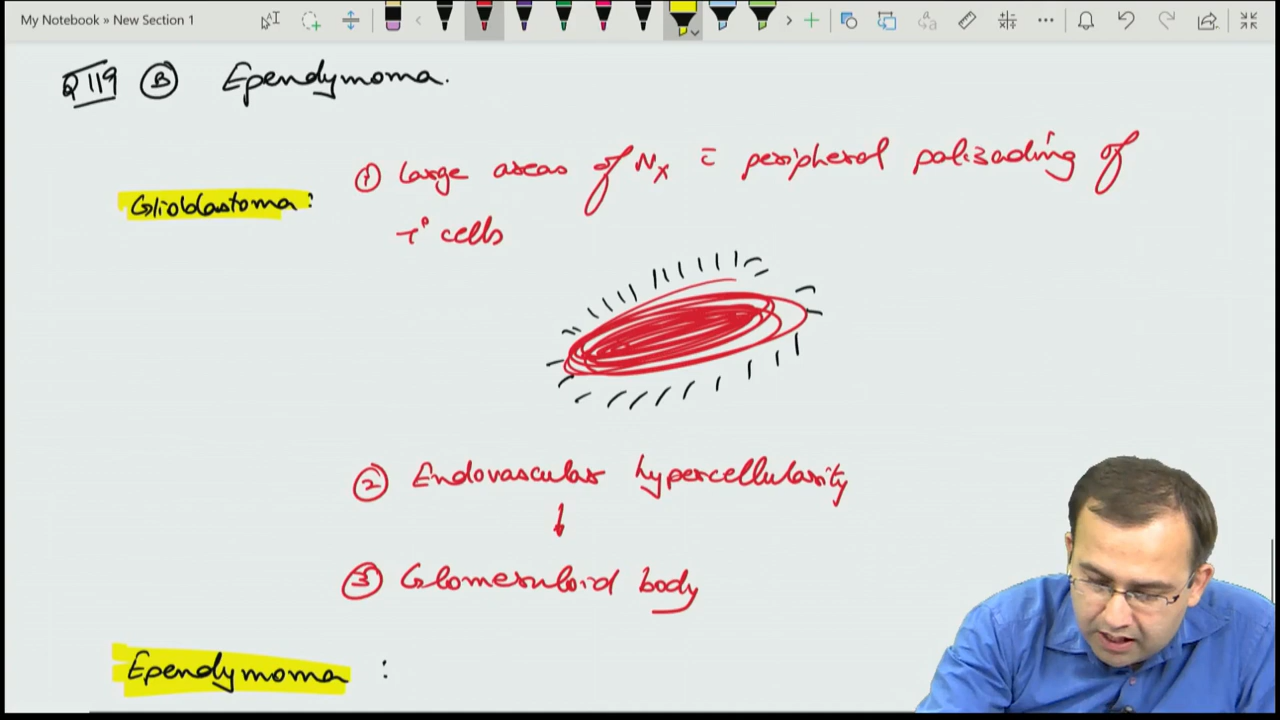 My Notebook » New Section 1
Q 119 (B) Ependymoma.
① Large areas of Nx c̄ peripheral palisading of
Glioblastoma:
T° cells
② Endovascular hypercellularity
↓
③ Glomeruloid body
Ependymoma :